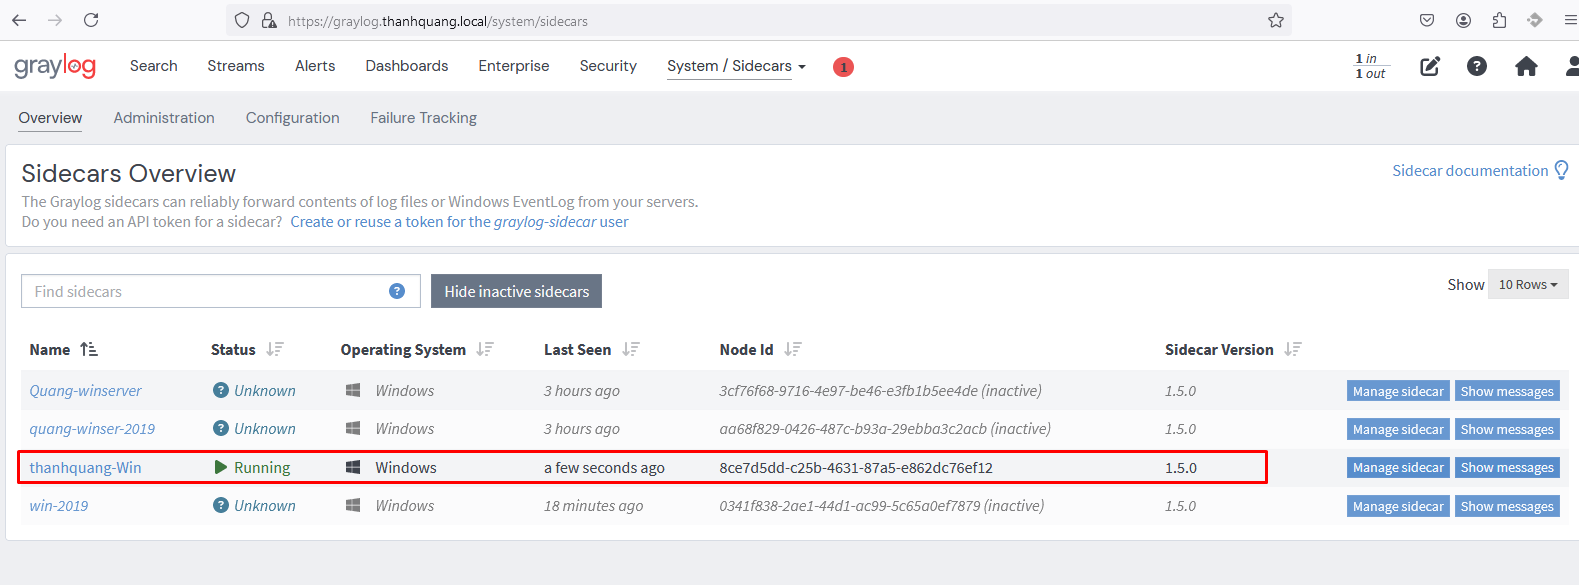 https://graylog.thanhquang.local/system/sidecars
graylog Search Streams Alerts Dashboards Enterprise Security System / Sidecars 1 1 in
1 out
Overview Administration Configuration Failure Tracking
Sidecars Overview
Sidecar documentation
The Graylog sidecars can reliably forward contents of log files or Windows EventLog from your servers.
Do you need an API token for a sidecar? Create or reuse a token for the graylog-sidecar user
Find sidecars ? Hide inactive sidecars Show 10 Rows
Name Status Operating System Last Seen Node Id Sidecar Version
Quang-winserver ? Unknown Windows 3 hours ago 3cf76f68-9716-4e97-be46-e3fb1b5ee4de (inactive) 1.5.0 Manage sidecar Show messages
quang-winser-2019 ? Unknown Windows 3 hours ago aa68f829-0426-487c-b93a-29ebba3c2acb (inactive) 1.5.0 Manage sidecar Show messages
thanhquang-Win Running Windows a few seconds ago 8ce7d5dd-c25b-4631-87a5-e862dc76ef12 1.5.0 Manage sidecar Show messages
win-2019 ? Unknown Windows 18 minutes ago 0341f838-2ae1-44d1-ac99-5c65a0ef7879 (inactive) 1.5.0 Manage sidecar Show messages